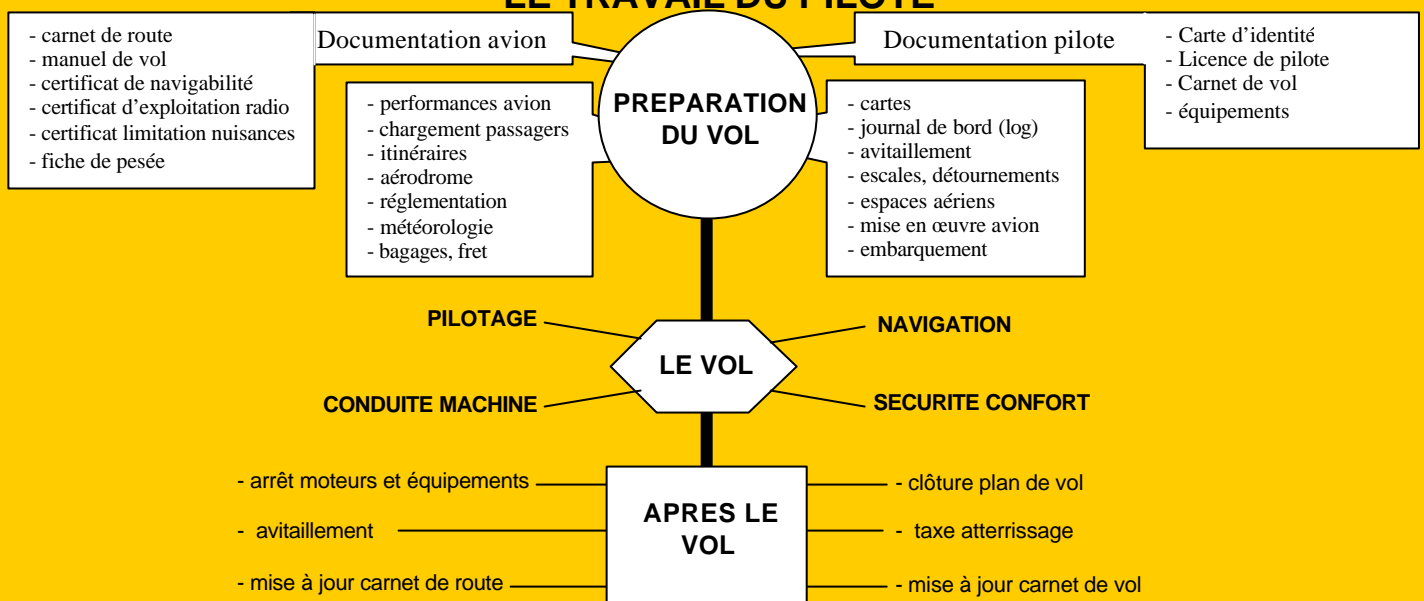 LE TRAVAIL DU PILOTE
- carnet de route
- manuel de vol
- certificat de navigabilité
- certificat d’exploitation radio
- certificat limitation nuisances
- fiche de pesée
Documentation avion
Documentation pilote
- Carte d’identité
- Licence de pilote
- Carnet de vol
- équipements
- performances avion
- chargement passagers
- itinéraires
- aérodrome
- réglementation
- météorologie
- bagages, fret
PREPARATION
DU VOL
- cartes
- journal de bord (log)
- avitaillement
- escales, détournements
- espaces aériens
- mise en œuvre avion
- embarquement
PILOTAGE
NAVIGATION
LE VOL
CONDUITE MACHINE
SECURITE CONFORT
- arrêt moteurs et équipements
- avitaillement
- mise à jour carnet de route
APRES LE
VOL
- clôture plan de vol
- taxe atterrissage
- mise à jour carnet de vol